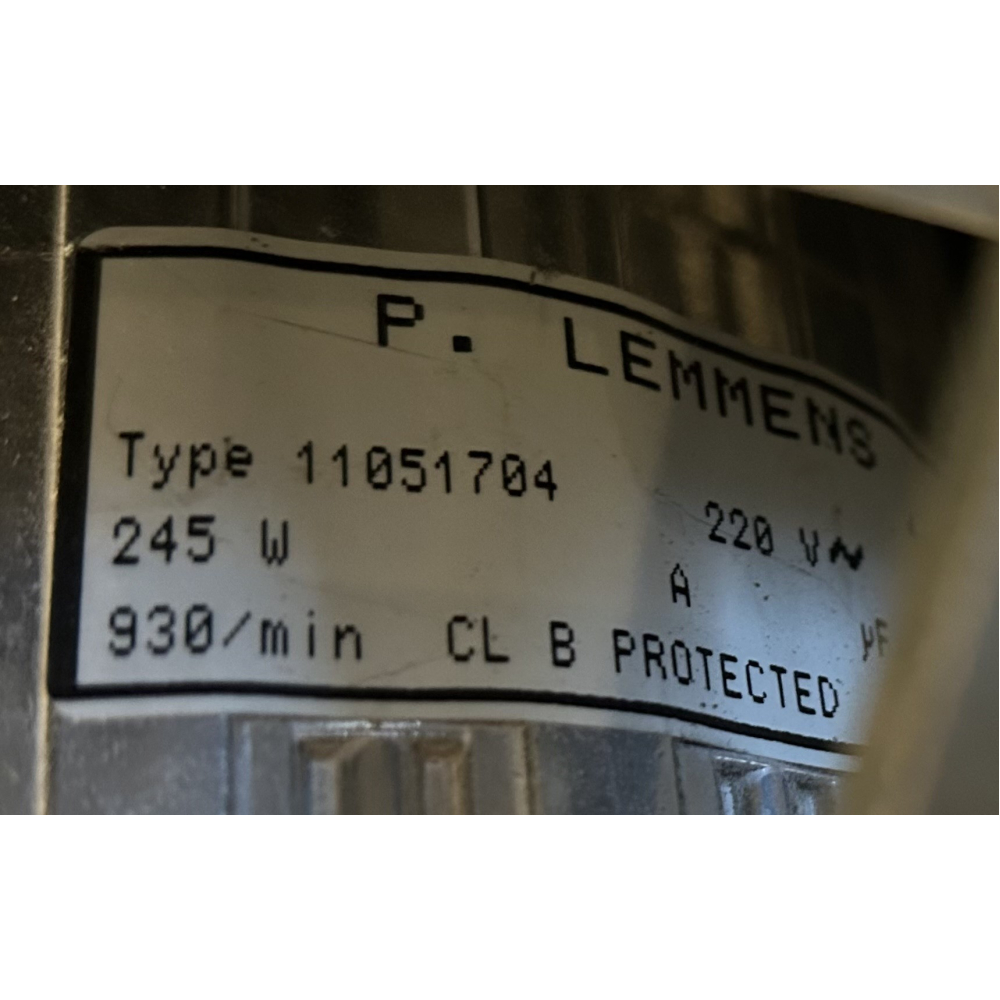 P. LEMMENS
Type 11051704
220 V~
245 W
A
µF
930/min CL B PROTECTED